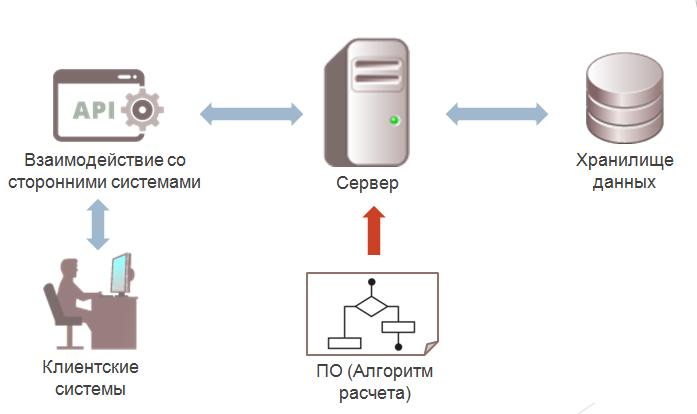 API
Взаимодействие со
сторонними системами
Сервер
Хранилище
данных
Клиентские
системы
ПО (Алгоритм
расчета)